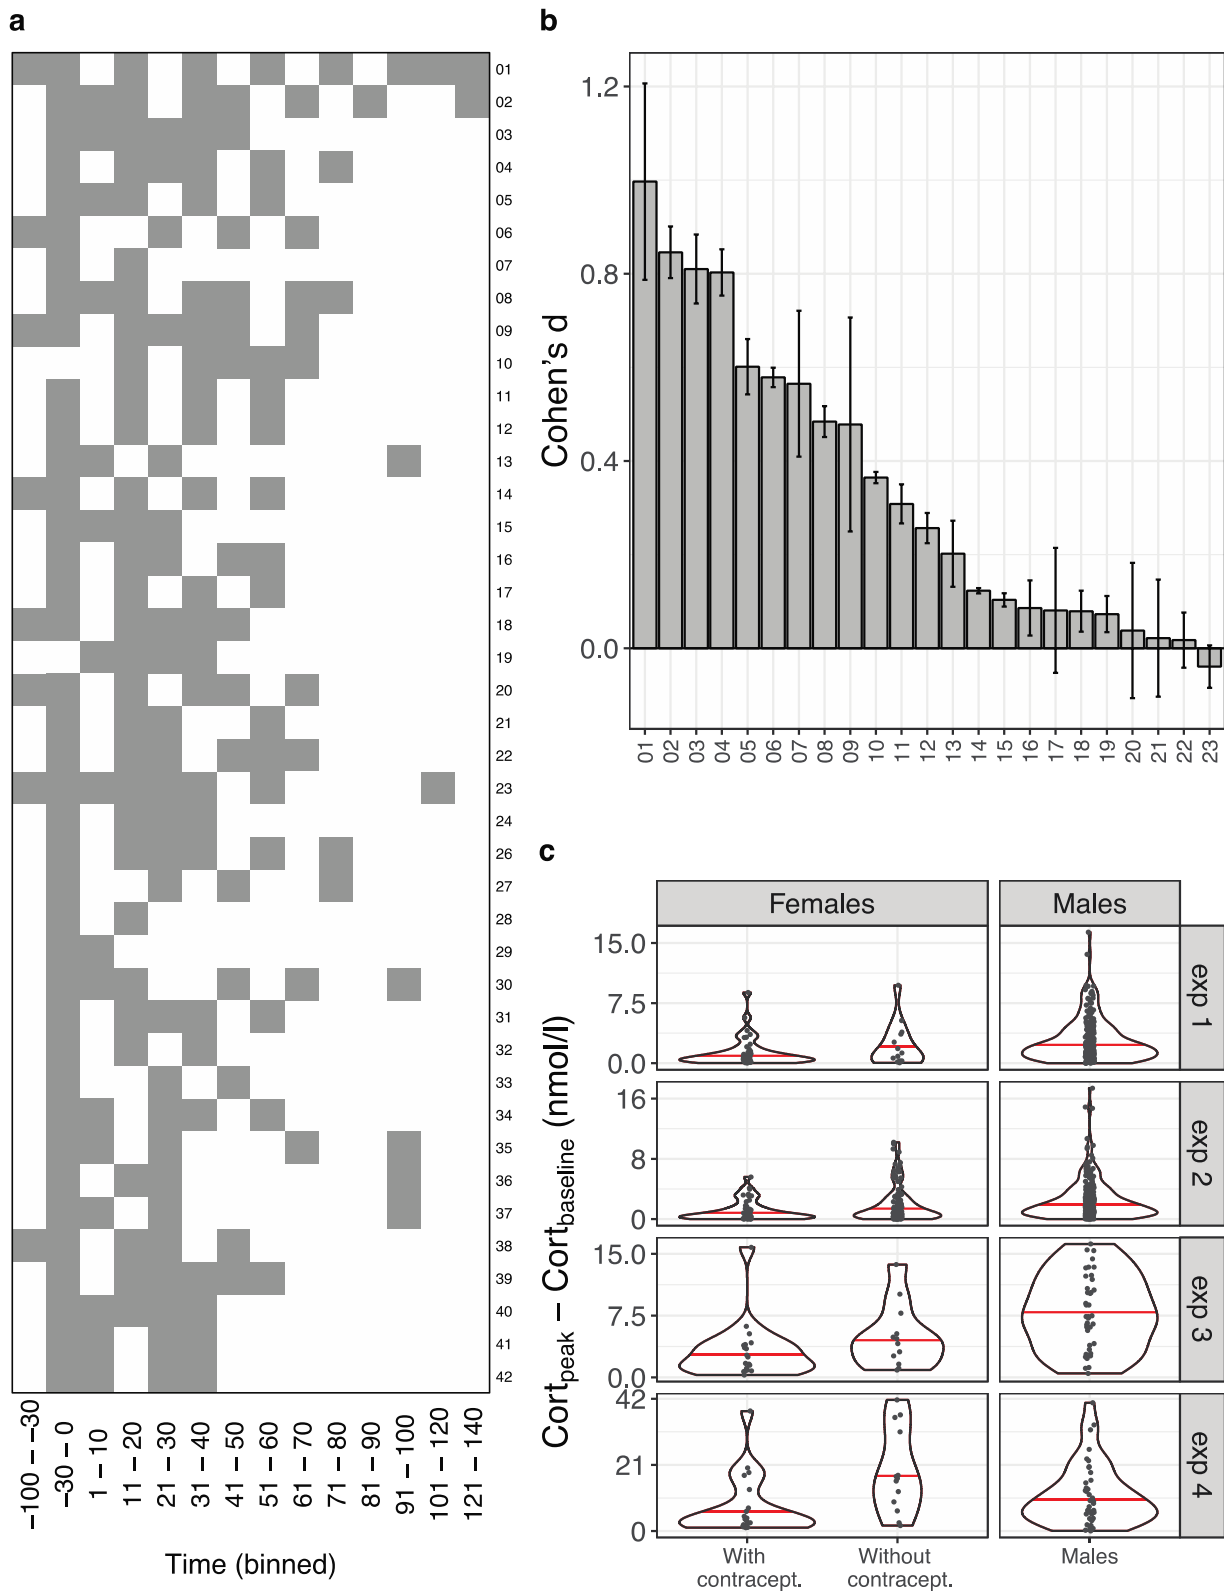 a
01
02
03
04
05
06
07
08
09
10
11
12
13
14
15
16
17
18
19
20
21
22
23
24
26
27
28
29
30
31
32
33
34
35
36
37
38
39
40
41
42
−100 − −30
−30 − 0
1 − 10
11 − 20
21 − 30
31 − 40
41 − 50
51 − 60
61 − 70
71 − 80
81 − 90
91 − 100
101 − 120
121 − 140
Time (binned)
b
Cohen's d
1.2
0.8
0.4
0.0
01 02 03 04 05 06 07 08 09 10 11 12 13 14 15 16 17 18 19 20 21 22 23
c
Cortpeak − Cortbaseline (nmol/l)
Females Males
15.0
7.5
0.0
exp 1
16
8
0
exp 2
15.0
7.5
0.0
exp 3
42
21
0
exp 4
With contracept.
Without contracept.
Males